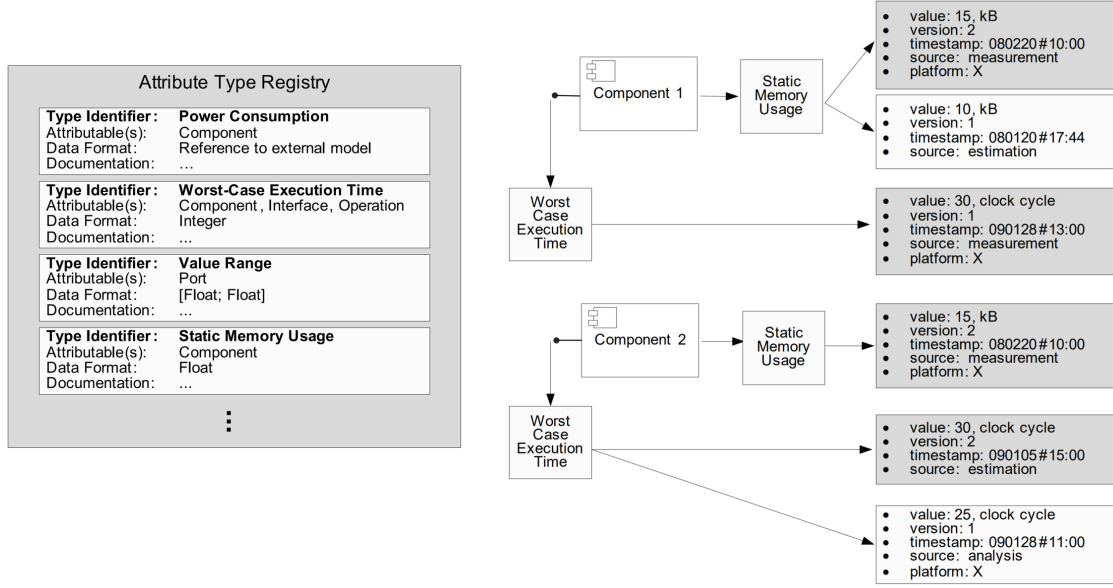 Attribute Type Registry
Type Identifier: Power Consumption
Attributable(s): Component
Data Format: Reference to external model
Documentation: ...
Type Identifier: Worst-Case Execution Time
Attributable(s): Component, Interface, Operation
Data Format: Integer
Documentation: ...
Type Identifier: Value Range
Attributable(s): Port
Data Format: [Float; Float]
Documentation: ...
Type Identifier: Static Memory Usage
Attributable(s): Component
Data Format: Float
Documentation: ...
⋮
Component 1
Static
Memory
Usage
• value: 15, kB
• version: 2
• timestamp: 080220#10:00
• source: measurement
• platform: X
• value: 10, kB
• version: 1
• timestamp: 080120#17:44
• source: estimation
Worst
Case
Execution
Time
• value: 30, clock cycle
• version: 1
• timestamp: 090128#13:00
• source: measurement
• platform: X
Component 2
Static
Memory
Usage
• value: 15, kB
• version: 2
• timestamp: 080220#10:00
• source: measurement
• platform: X
Worst
Case
Execution
Time
• value: 30, clock cycle
• version: 2
• timestamp: 090105#15:00
• source: estimation
• value: 25, clock cycle
• version: 1
• timestamp: 090128#11:00
• source: analysis
• platform: X